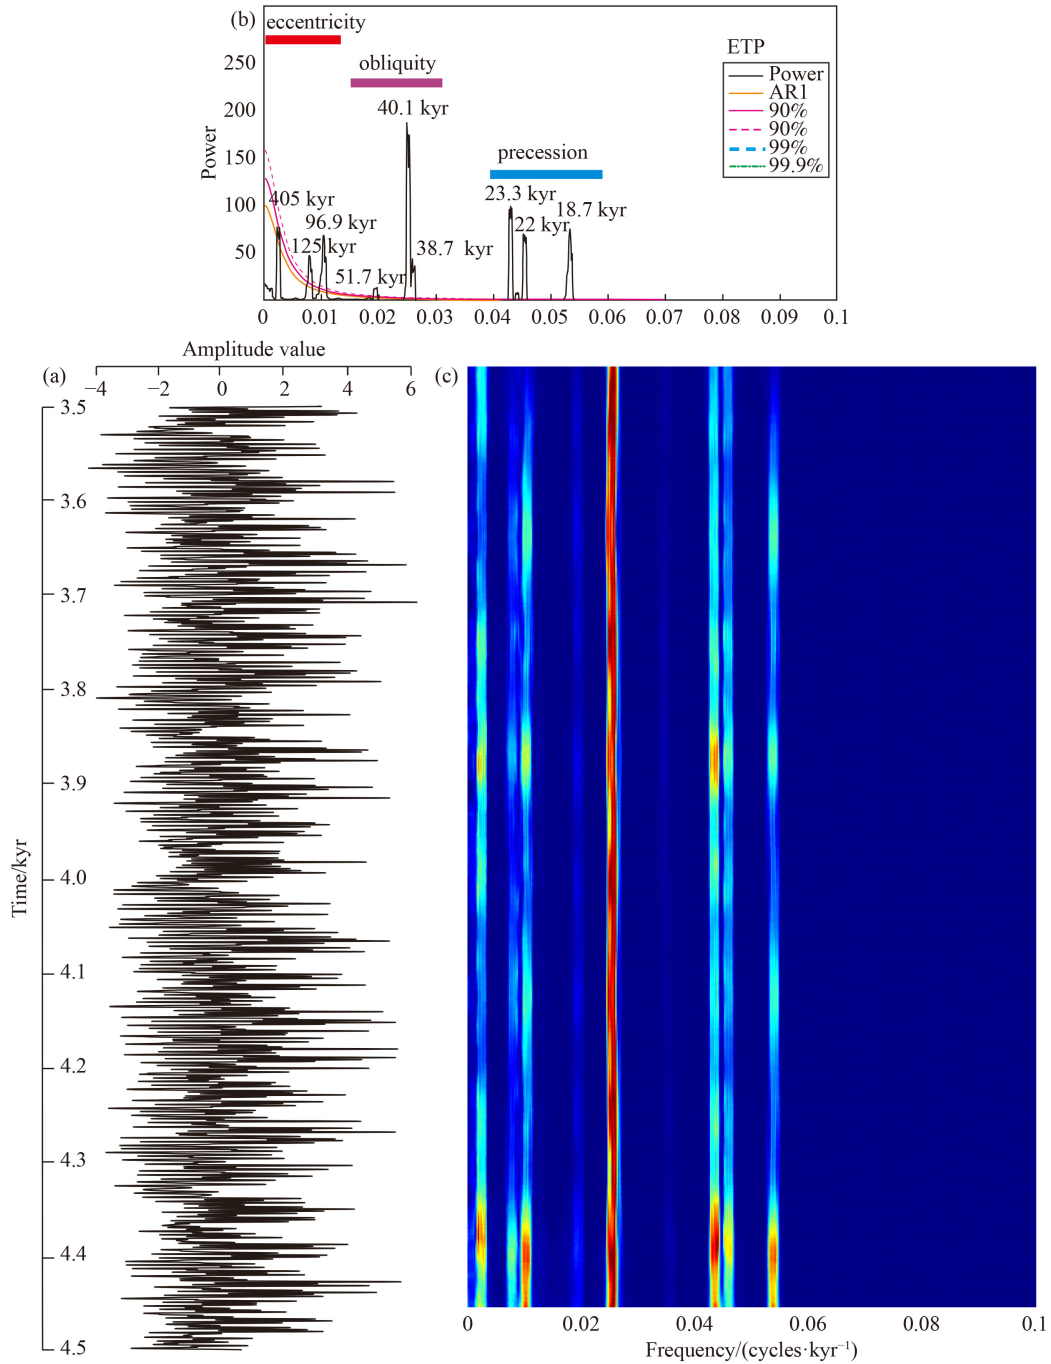 (b)
eccentricity
obliquity
precession
ETP
Power
AR1
90%
90%
99%
99.9%
Power
250
200
150
100
50
405 kyr
125 kyr
96.9 kyr
51.7 kyr
40.1 kyr
38.7 kyr
23.3 kyr
22 kyr
18.7 kyr
0 0.01 0.02 0.03 0.04 0.05 0.06 0.07 0.08 0.09 0.1
(a)
Amplitude value
−4 −2 0 2 4 6
Time/kyr
3.5
3.6
3.7
3.8
3.9
4.0
4.1
4.2
4.3
4.4
4.5
(c)
0 0.02 0.04 0.06 0.08 0.1
Frequency/(cycles·kyr⁻¹)